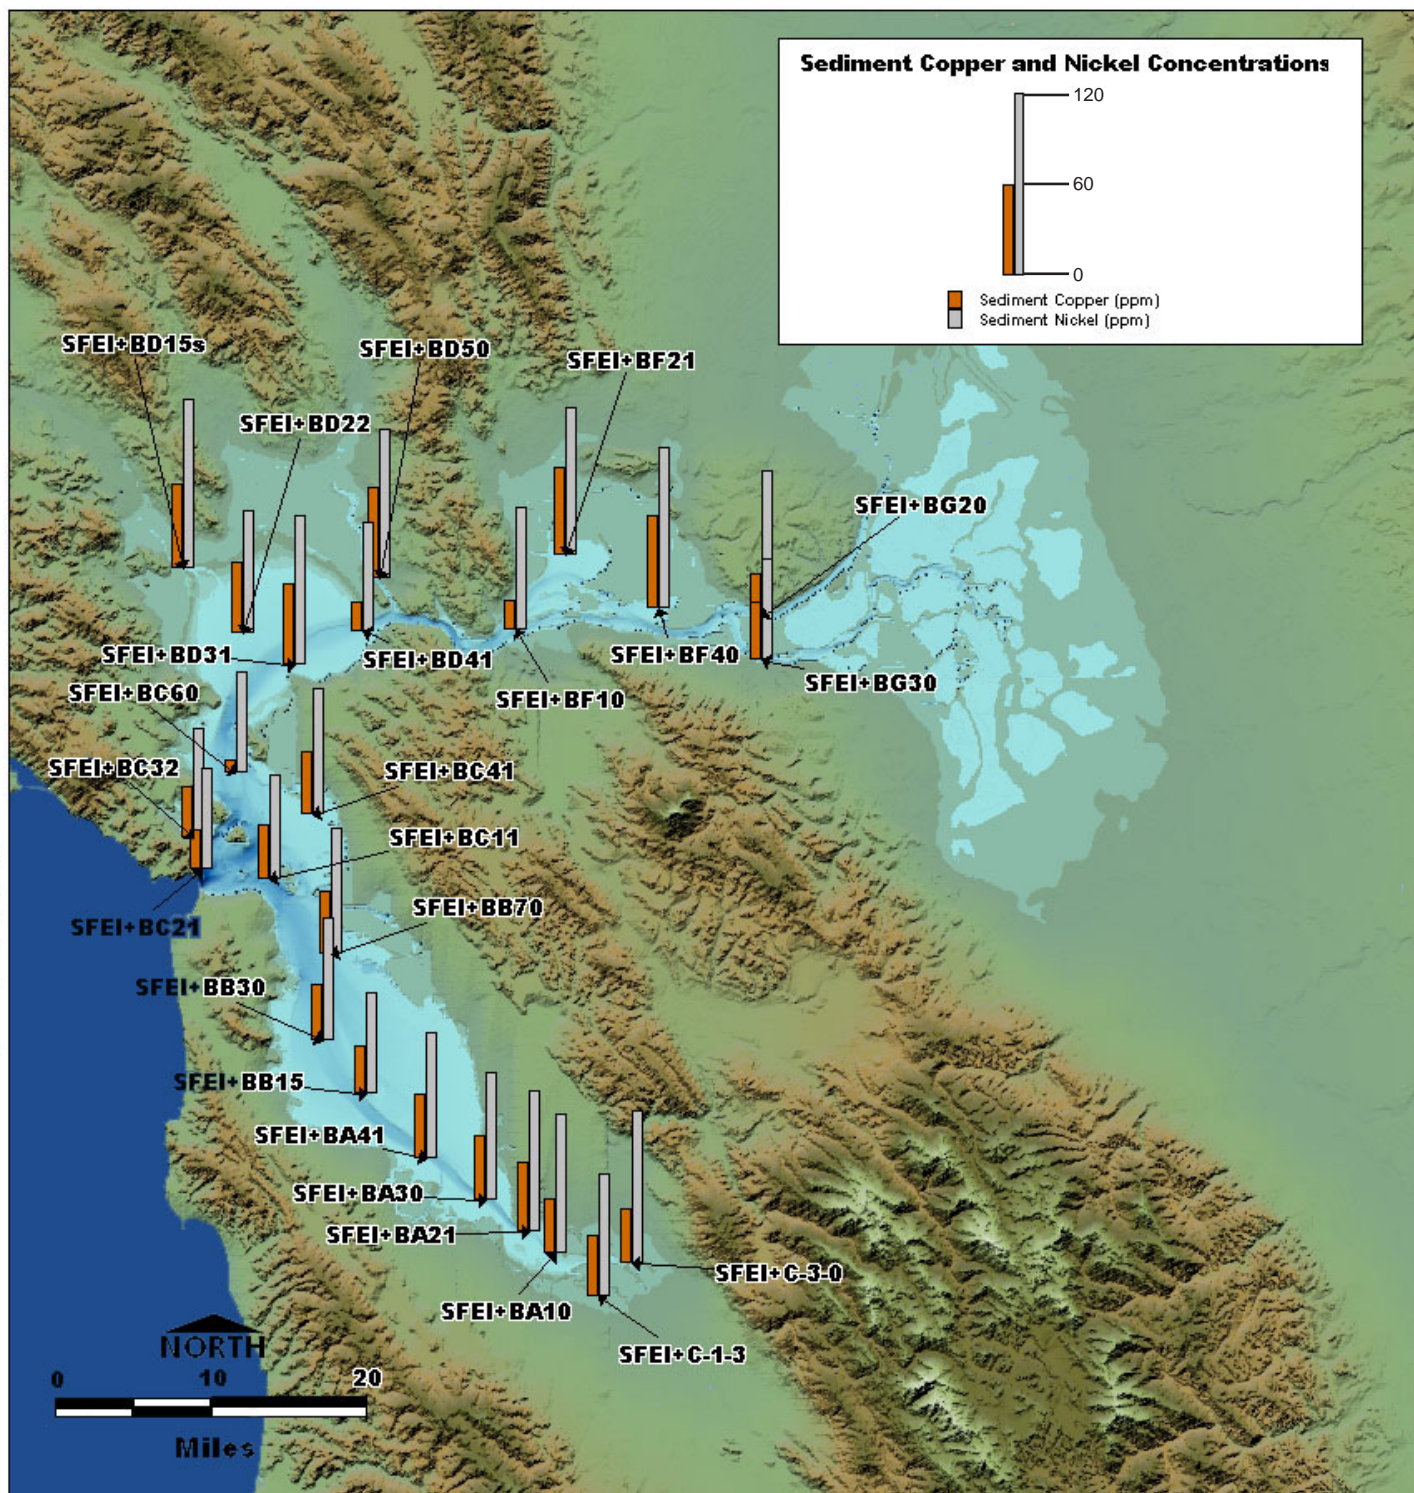 Sediment Copper and Nickel Concentrations
120
60
0
Sediment Copper (ppm)
Sediment Nickel (ppm)
SFEI+BD15s
SFEI+BD50
SFEI+BF21
SFEI+BD22
SFEI+BG20
SFEI+BD31
SFEI+BD41
SFEI+BF40
SFEI+BG30
SFEI+BC60
SFEI+BF10
SFEI+BC32
SFEI+BC41
SFEI+BC11
SFEI+BC21
SFEI+BB70
SFEI+BB30
SFEI+BB15
SFEI+BA41
SFEI+BA30
SFEI+BA21
SFEI+C-3-0
SFEI+BA10
SFEI+C-1-3
NORTH
0 10 20
Miles